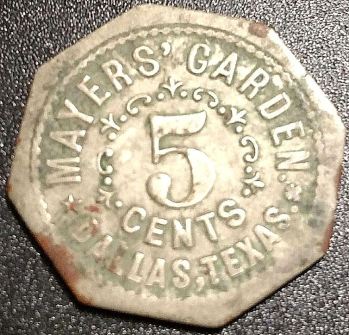 MAYERS' GARDEN.
5
CENTS
DALLAS, TEXAS.